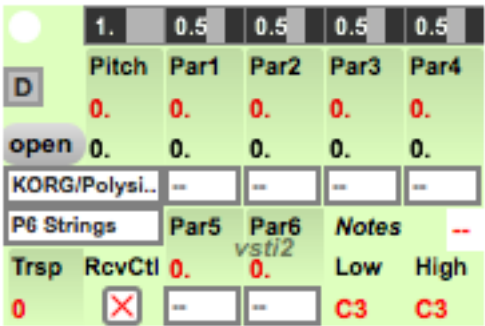 1. 0.5 0.5 0.5 0.5
Pitch Par1 Par2 Par3 Par4
D
0. 0. 0. 0. 0.
open 0. 0. 0. 0. 0.
KORG/Polysi.. -- -- -- --
P6 Strings Par5 Par6 Notes --
vsti2
Trsp RcvCtl 0. 0. Low High
0 -- -- C3 C3